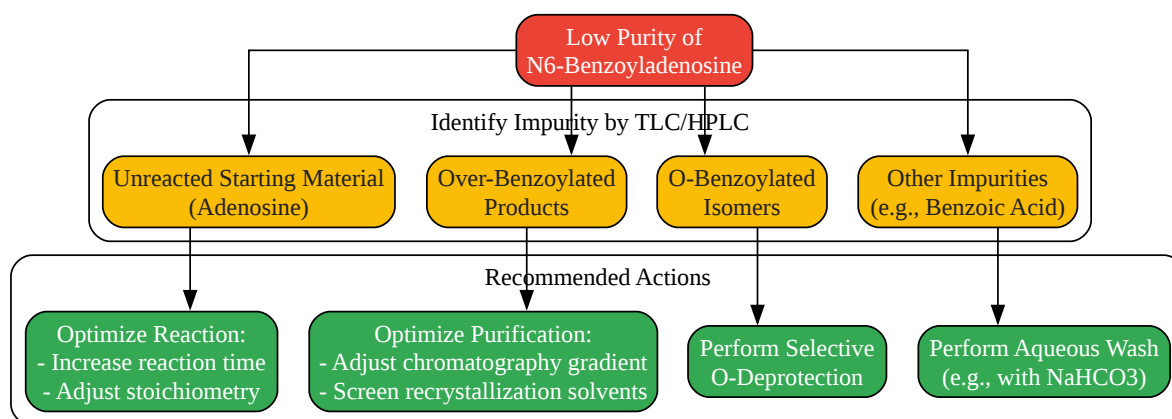 Low Purity of
N6-Benzoyladenosine
Identify Impurity by TLC/HPLC
Unreacted Starting Material
(Adenosine)
Over-Benzoylated
Products
O-Benzoylated
Isomers
Other Impurities
(e.g., Benzoic Acid)
Recommended Actions
Optimize Reaction:
- Increase reaction time
- Adjust stoichiometry
Optimize Purification:
- Adjust chromatography gradient
- Screen recrystallization solvents
Perform Selective
O-Deprotection
Perform Aqueous Wash
(e.g., with NaHCO3)